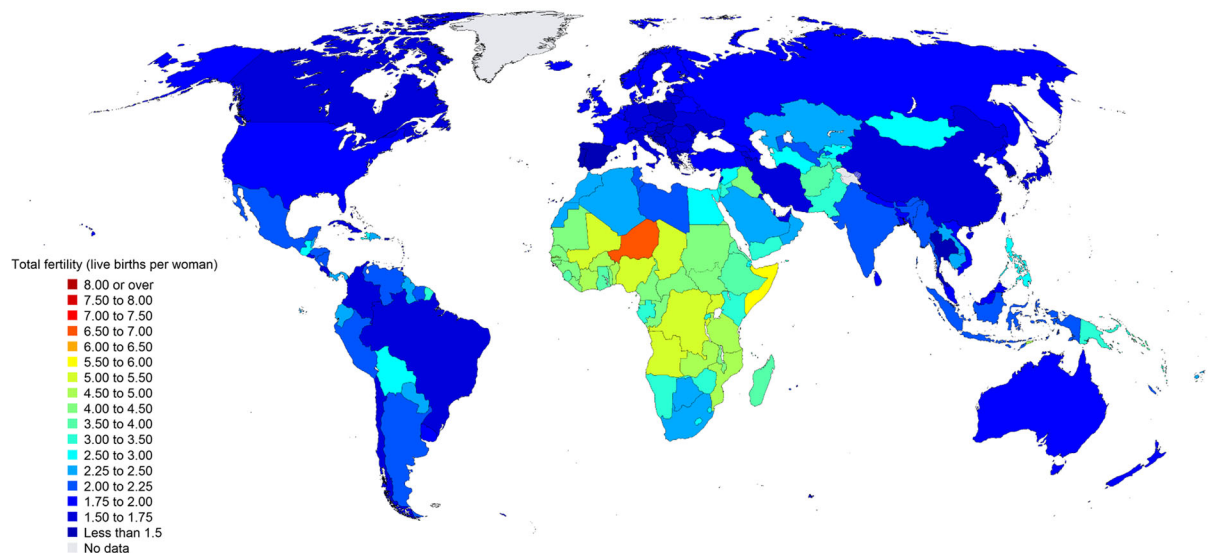 Total fertility (live births per woman)
8.00 or over
7.50 to 8.00
7.00 to 7.50
6.50 to 7.00
6.00 to 6.50
5.50 to 6.00
5.00 to 5.50
4.50 to 5.00
4.00 to 4.50
3.50 to 4.00
3.00 to 3.50
2.50 to 3.00
2.25 to 2.50
2.00 to 2.25
1.75 to 2.00
1.50 to 1.75
Less than 1.5
No data